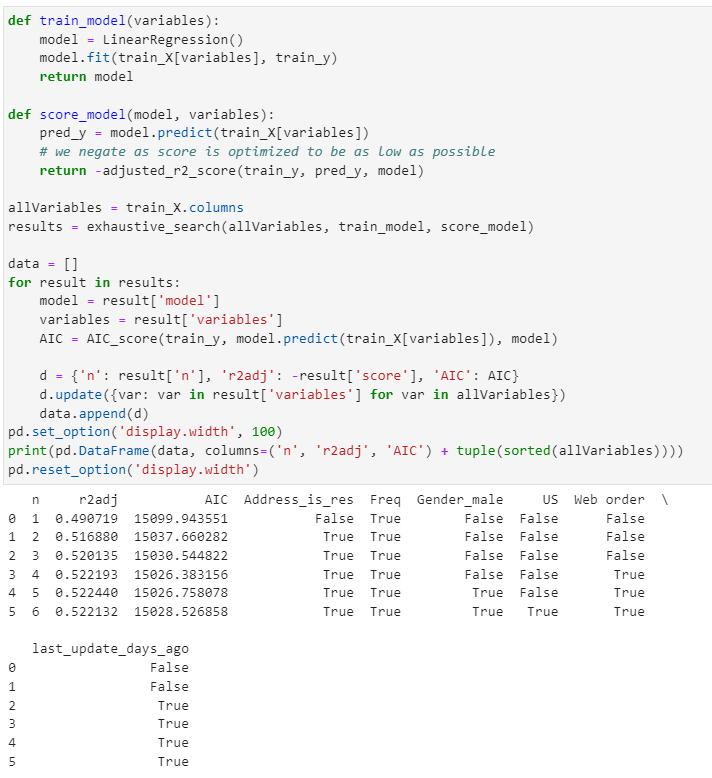 def train_model(variables):
    model = LinearRegression()
    model.fit(train_X[variables], train_y)
    return model

def score_model(model, variables):
    pred_y = model.predict(train_X[variables])
    # we negate as score is optimized to be as low as possible
    return -adjusted_r2_score(train_y, pred_y, model)

allVariables = train_X.columns
results = exhaustive_search(allVariables, train_model, score_model)

data = []
for result in results:
    model = result['model']
    variables = result['variables']
    AIC = AIC_score(train_y, model.predict(train_X[variables]), model)

    d = {'n': result['n'], 'r2adj': -result['score'], 'AIC': AIC}
    d.update({var: var in result['variables'] for var in allVariables})
    data.append(d)
pd.set_option('display.width', 100)
print(pd.DataFrame(data, columns=('n', 'r2adj', 'AIC') + tuple(sorted(allVariables))))
pd.reset_option('display.width')
   n     r2adj           AIC  Address_is_res  Freq  Gender_male     US  Web order  \
0  1  0.490719  15099.943551           False  True        False  False      False
1  2  0.516880  15037.660282            True  True        False  False      False
2  3  0.520135  15030.544822            True  True        False  False      False
3  4  0.522193  15026.383156            True  True        False  False       True
4  5  0.522440  15026.758078            True  True         True  False       True
5  6  0.522132  15028.526858            True  True         True   True       True

   last_update_days_ago
0                 False
1                 False
2                  True
3                  True
4                  True
5                  True